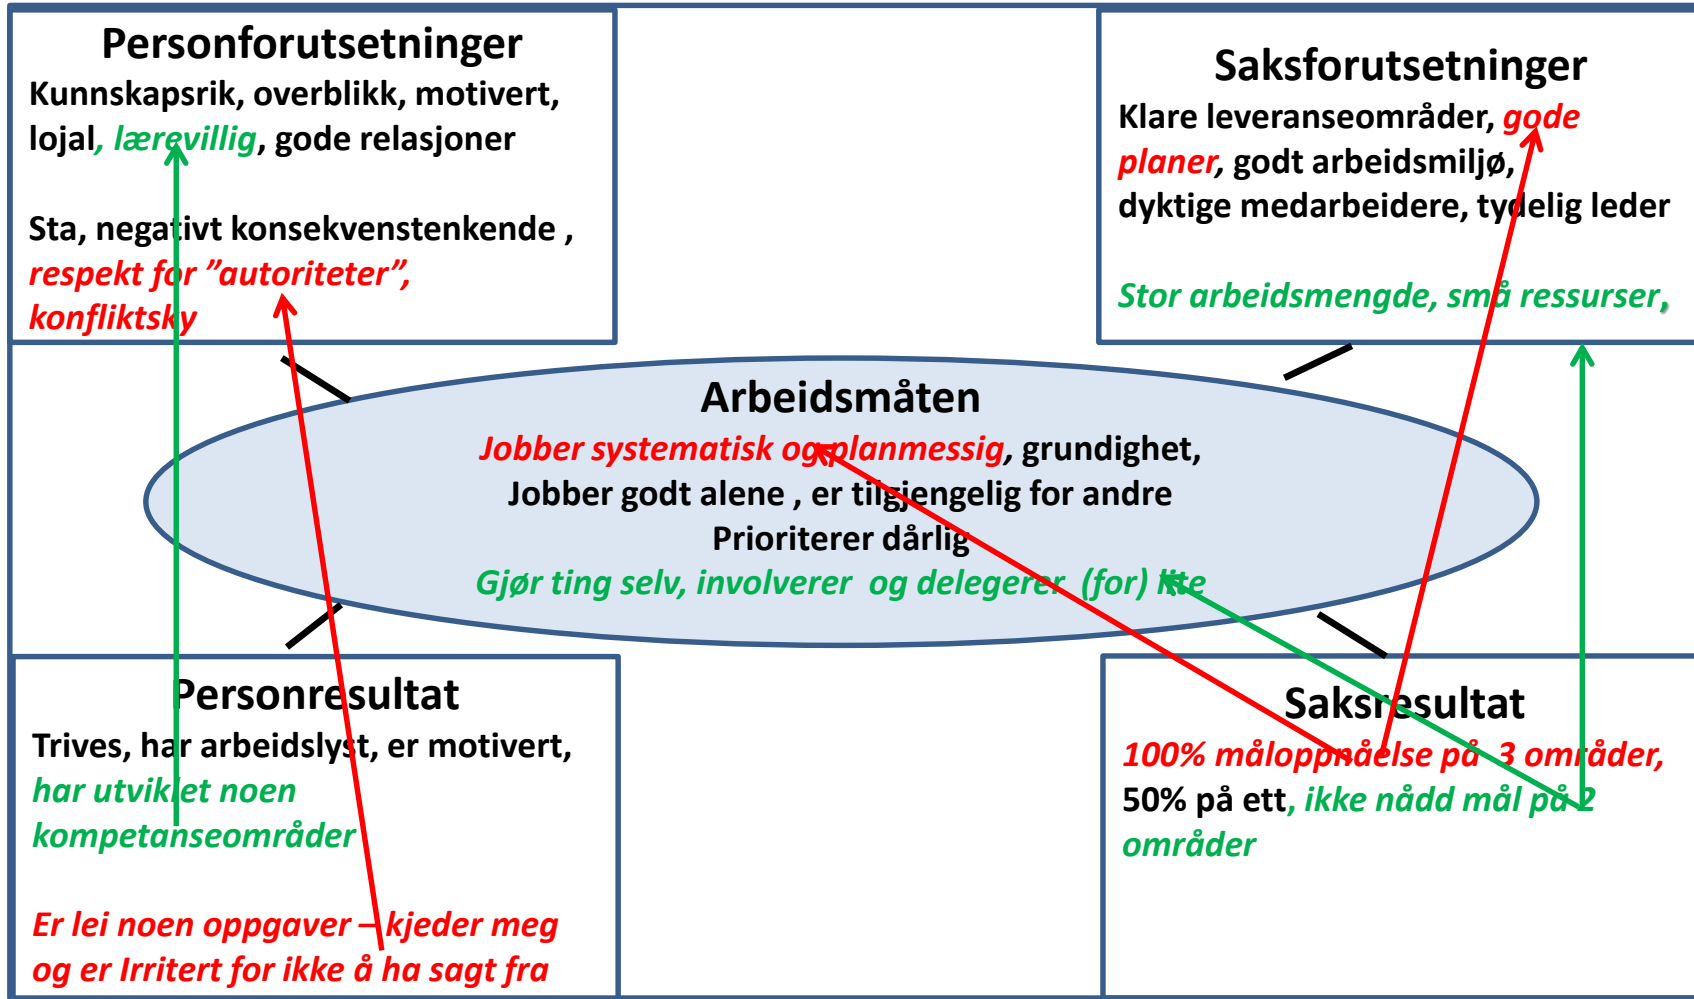 Personforutsetninger
Kunnskapsrik, overblikk, motivert,
lojal, lærevillig, gode relasjoner
Sta, negativt konsekvenstenkende ,
respekt for ”autoriteter”,
konfliktsky
Saksforutsetninger
Klare leveranseområder, gode
planer, godt arbeidsmiljø,
dyktige medarbeidere, tydelig leder
Stor arbeidsmengde, små ressurser,
Arbeidsmåten
Jobber systematisk og planmessig, grundighet,
Jobber godt alene , er tilgjengelig for andre
Prioriterer dårlig
Gjør ting selv, involverer og delegerer (for) lite
Personresultat
Trives, har arbeidslyst, er motivert,
har utviklet noen
kompetanseområder
Er lei noen oppgaver – kjeder meg
og er Irritert for ikke å ha sagt fra
Saksresultat
100% måloppnåelse på 3 områder,
50% på ett, ikke nådd mål på 2
områder